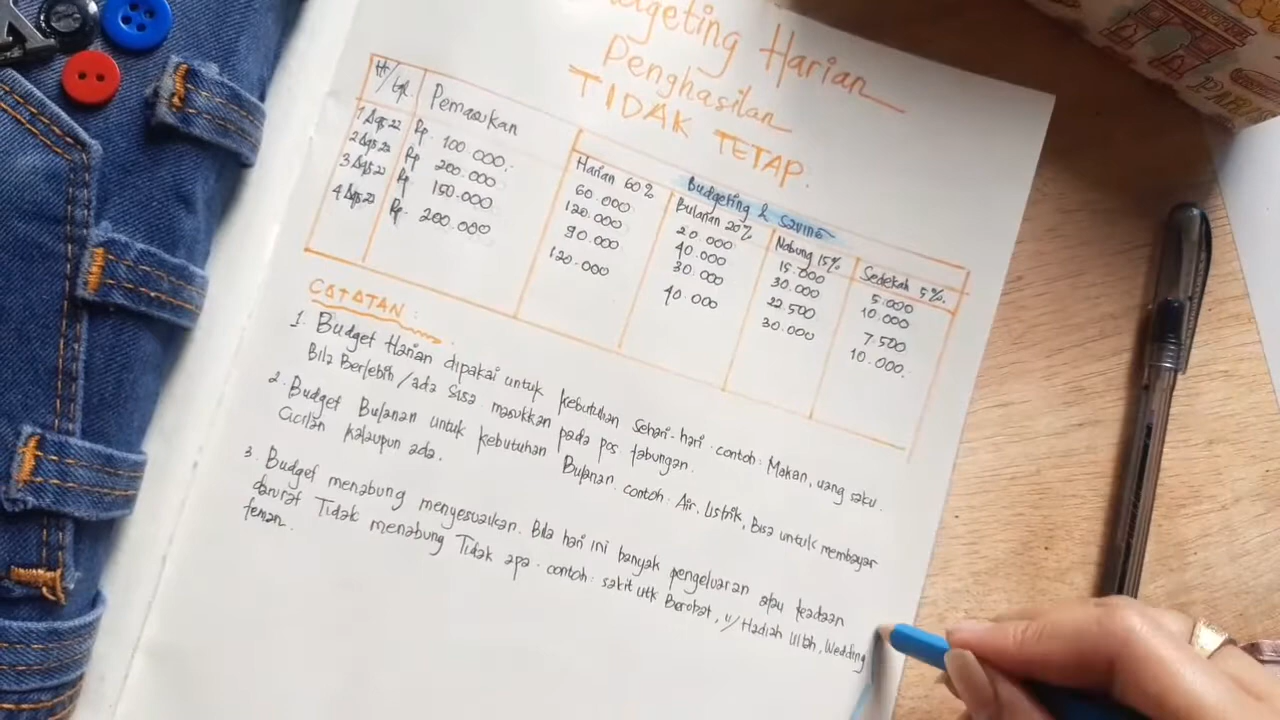 Budgeting Harian
Penghasilan
TIDAK TETAP.
Hr/tgl. Pemasukan Budgeting & Saving
Harian 60% Bulanan 20% Nabung 15% Sedekah 5%.
1 Ags 22 Rp. 100.000. 60.000 20.000 15.000 5.000
2 Ags 22 Rp 200.000 120.000 40.000 30.000 10.000
3 Ags 22 Rp 150.000 90.000 30.000 22.500 7.500
4 Ags 22 Rp. 200.000 120.000 40.000 30.000 10.000.
CATATAN :
1. Budget Harian dipakai untuk kebutuhan Sehari-hari. contoh: Makan, uang saku.
Bila Berlebih/ada Sisa masukkan pada pos tabungan.
2. Budget Bulanan untuk kebutuhan Bulanan. contoh: Air, Listrik, Bisa untuk membayar
Cicilan kalaupun ada.
3. Budget menabung menyesuaikan. Bila hari ini banyak pengeluaran atau keadaan
darurat Tidak menabung Tidak apa. contoh: sakit utk Berobat, "/Hadiah Ultah, Wedding
teman.
PARI